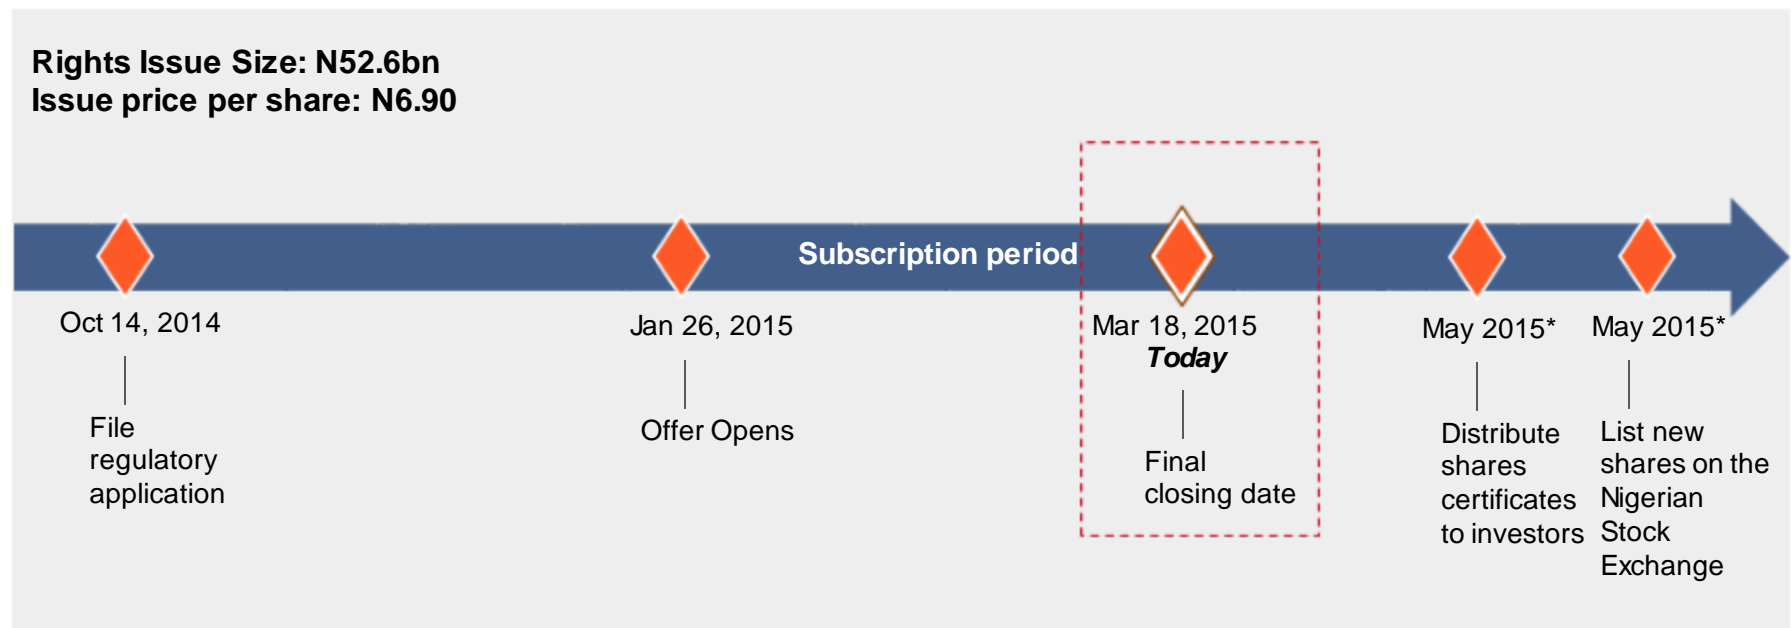 Rights Issue Size: N52.6bn
Issue price per share: N6.90
Subscription period
Oct 14, 2014
File
regulatory
application
Jan 26, 2015
Offer Opens
Mar 18, 2015
Today
Final
closing date
May 2015*
Distribute
shares
certificates
to investors
May 2015*
List new
shares on the
Nigerian
Stock
Exchange